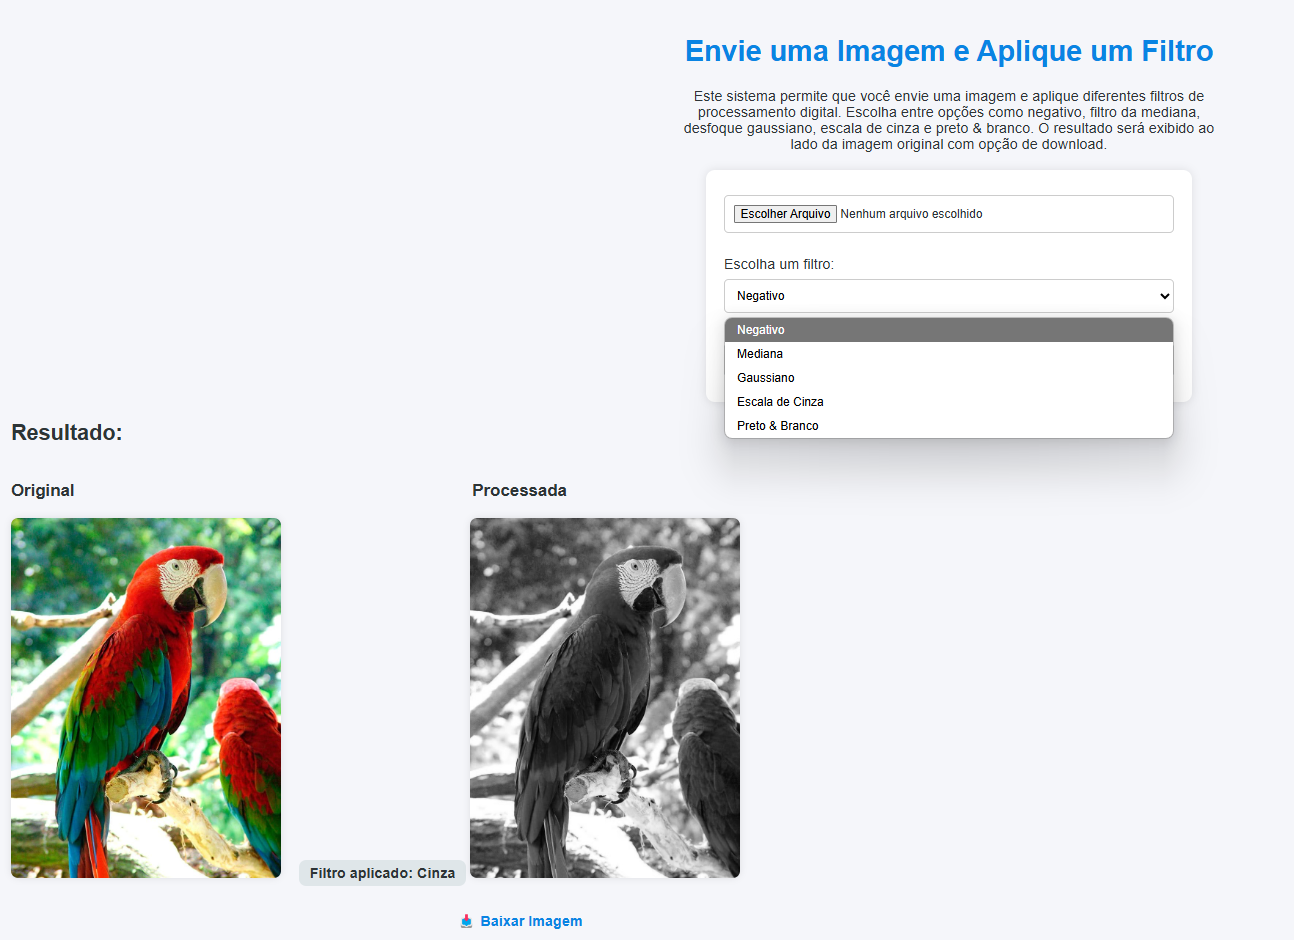 Envie uma Imagem e Aplique um Filtro
Este sistema permite que você envie uma imagem e aplique diferentes filtros de
processamento digital. Escolha entre opções como negativo, filtro da mediana,
desfoque gaussiano, escala de cinza e preto & branco. O resultado será exibido ao
lado da imagem original com opção de download.
Escolher Arquivo Nenhum arquivo escolhido
Escolha um filtro:
Negativo
Negativo
Mediana
Gaussiano
Escala de Cinza
Preto & Branco
Resultado:
Original
Processada
Filtro aplicado: Cinza
Baixar Imagem